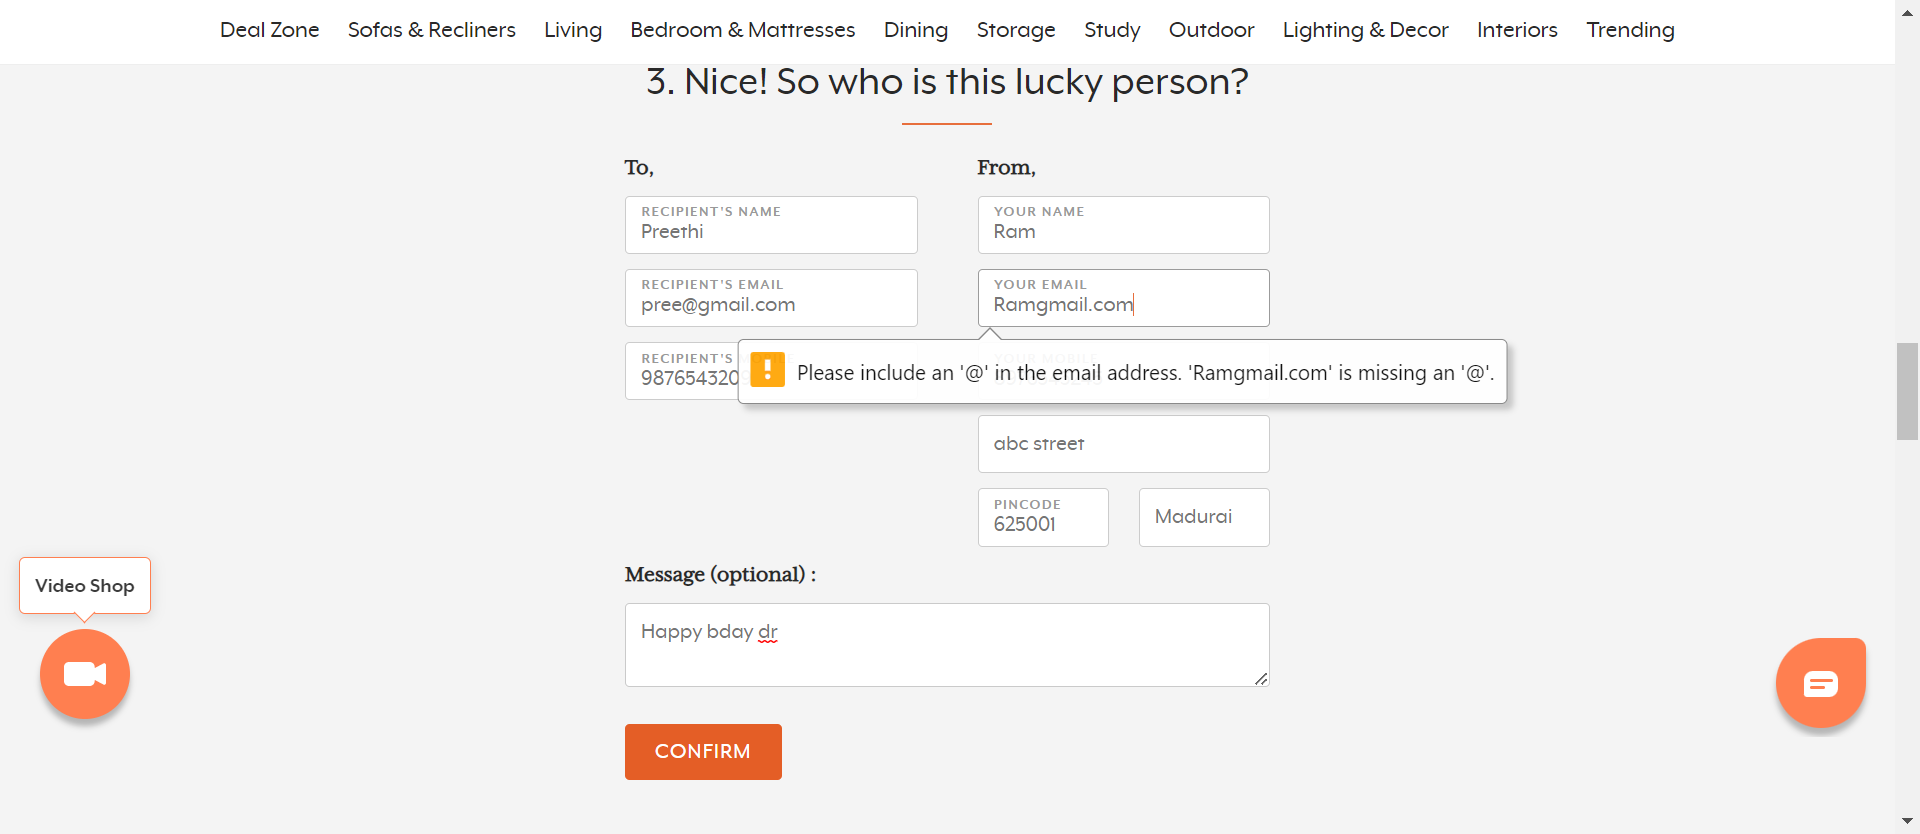 Deal Zone Sofas & Recliners Living Bedroom & Mattresses Dining Storage Study Outdoor Lighting & Decor Interiors Trending
3. Nice! So who is this lucky person?
To,
From,
RECIPIENT'S NAME
Preethi
YOUR NAME
Ram
RECIPIENT'S EMAIL
pree@gmail.com
YOUR EMAIL
Ramgmail.com
RECIPIENT'S
YOUR MOBILE
Please include an '@' in the email address. 'Ramgmail.com' is missing an '@'.
abc street
PINCODE
625001
Madurai
Message (optional) :
Happy bday dr
Video Shop
CONFIRM